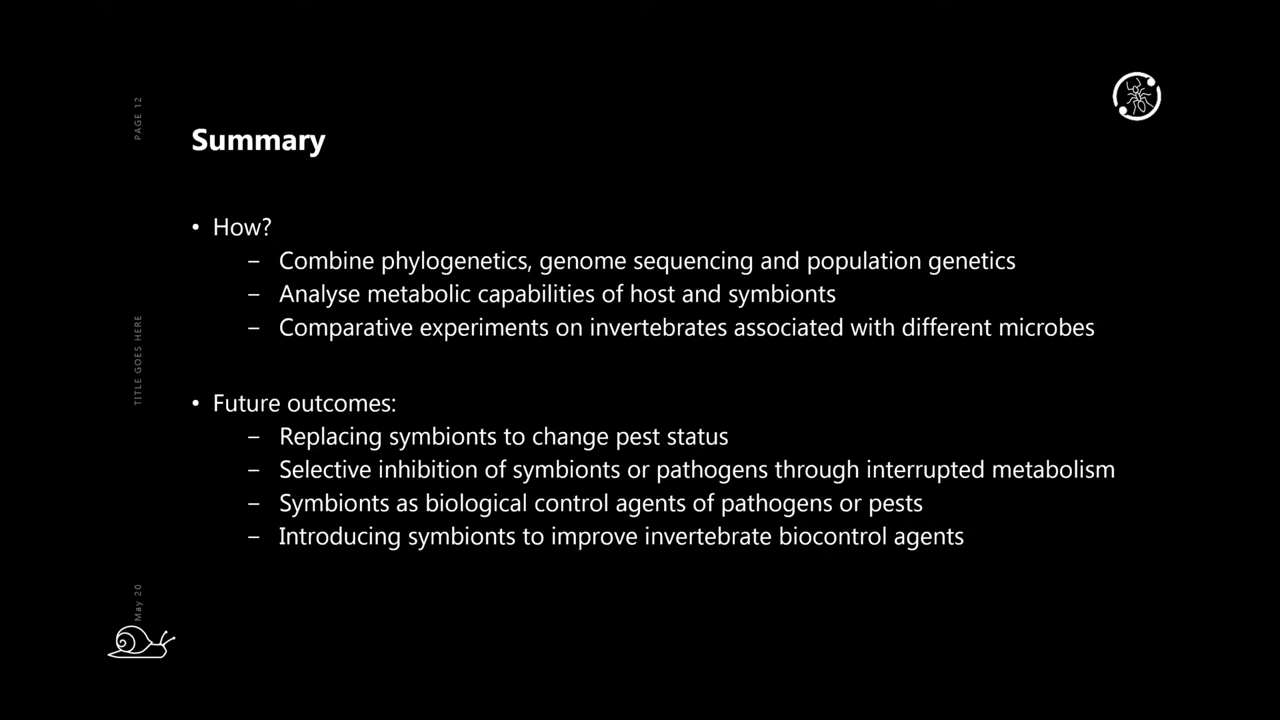 PAGE 12
Summary
• How?
– Combine phylogenetics, genome sequencing and population genetics
– Analyse metabolic capabilities of host and symbionts
– Comparative experiments on invertebrates associated with different microbes
TITLE GOES HERE
• Future outcomes:
– Replacing symbionts to change pest status
– Selective inhibition of symbionts or pathogens through interrupted metabolism
– Symbionts as biological control agents of pathogens or pests
– Introducing symbionts to improve invertebrate biocontrol agents
May 20